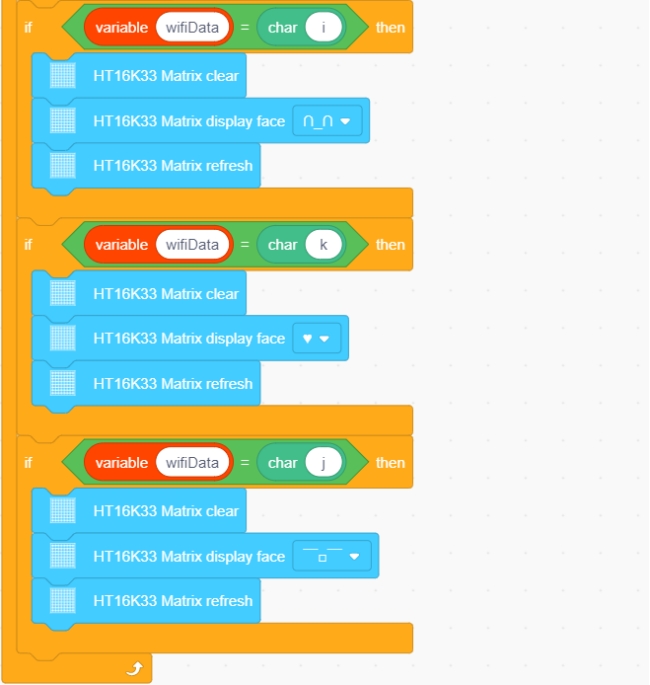 if variable wifiData = char i then
HT16K33 Matrix clear
HT16K33 Matrix display face ∩_∩
HT16K33 Matrix refresh
if variable wifiData = char k then
HT16K33 Matrix clear
HT16K33 Matrix display face ♥
HT16K33 Matrix refresh
if variable wifiData = char j then
HT16K33 Matrix clear
HT16K33 Matrix display face ￣□￣
HT16K33 Matrix refresh